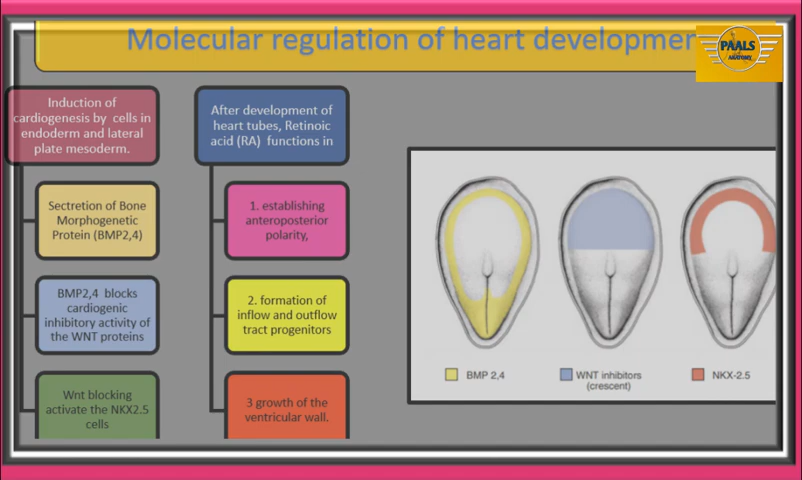 Molecular regulation of heart developmen
PAALS
ANATOMY
Induction of
cardiogenesis by cells in
endoderm and lateral
plate mesoderm.
Sectretion of Bone
Morphogenetic
Protein (BMP2,4)
BMP2,4 blocks
cardiogenic
inhibitory activity of
the WNT proteins
Wnt blocking
activate the NKX2.5
cells
After development of
heart tubes, Retinoic
acid (RA) functions in
1. establishing
anteroposterior
polarity,
2. formation of
inflow and outflow
tract progenitors
3 growth of the
ventricular wall.
BMP 2,4
WNT inhibitors
(crescent)
NKX-2.5